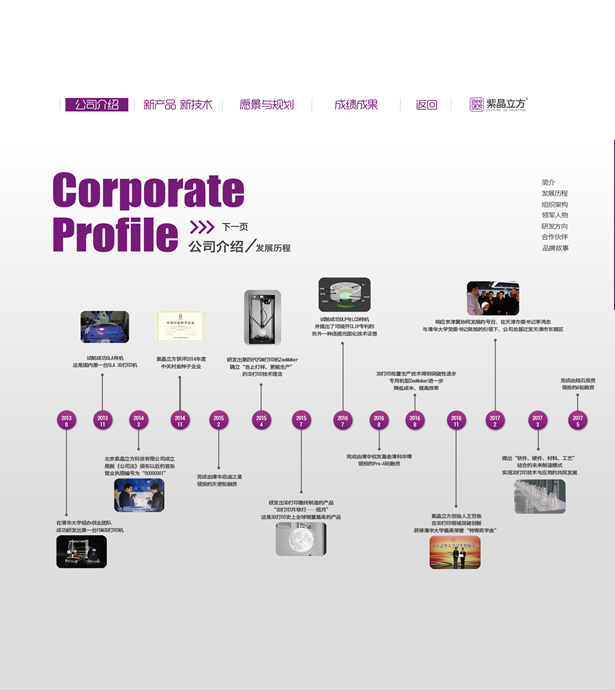 公司介绍
新产品 新技术
愿景与规划
成绩成果
返回
紫晶立方
Corporate
Profile
下一页
公司介绍/发展历程
简介
发展历程
组织架构
领军人物
研发方向
合作伙伴
品牌故事
2013
8
在清华大学组办创业团队
成功研发出第一台FDM3D打印机
2013
11
试制成功SLA样机
这是国内第一台SLA 3D打印机
2014
3
北京紫晶立方科技有限公司成立
是新《公司法》颁布以后的首张
营业执照编号为“00000001”
2014
11
紫晶立方获评2014年度
中关村金种子企业
2015
2
完成由清华启迪之星
领投的天使轮融资
2015
4
研发出第四代FDM打印机ZeeMaker
确立“岂止打样，更能生产”
的3D打印技术理念
2015
7
研发出3D打印最终制造的产品
“3D打印月球灯——揽月”
这是3D打印史上全球销量最高的产品
2016
7
试制成功DLP与LCD样机
并提出了可绕开CLIP专利的
另外一种连续光固化技术设想
2016
8
完成由清华校友基金清科华璟
领投的Pre-A轮融资
2016
8
3D打印批量生产技术得到突破性进步
专用机型ZeeMaker进一步
降低成本、提高效率
2016
11
紫晶立方创始人王世栋
在3D打印领域突破创新
获得清华大学最高荣誉“特等奖学金”
2017
2
响应京津冀协同发展的号召，在天津市委书记李鸿忠
与清华大学党委书记陈旭的引领下，公司总部迁至天津市东丽区
2017
3
提出“软件、硬件、材料、工艺”
结合的未来制造模式
实现3D打印技术与应用的共同发展
2017
5
完成由陆石投资
领投的A轮融资